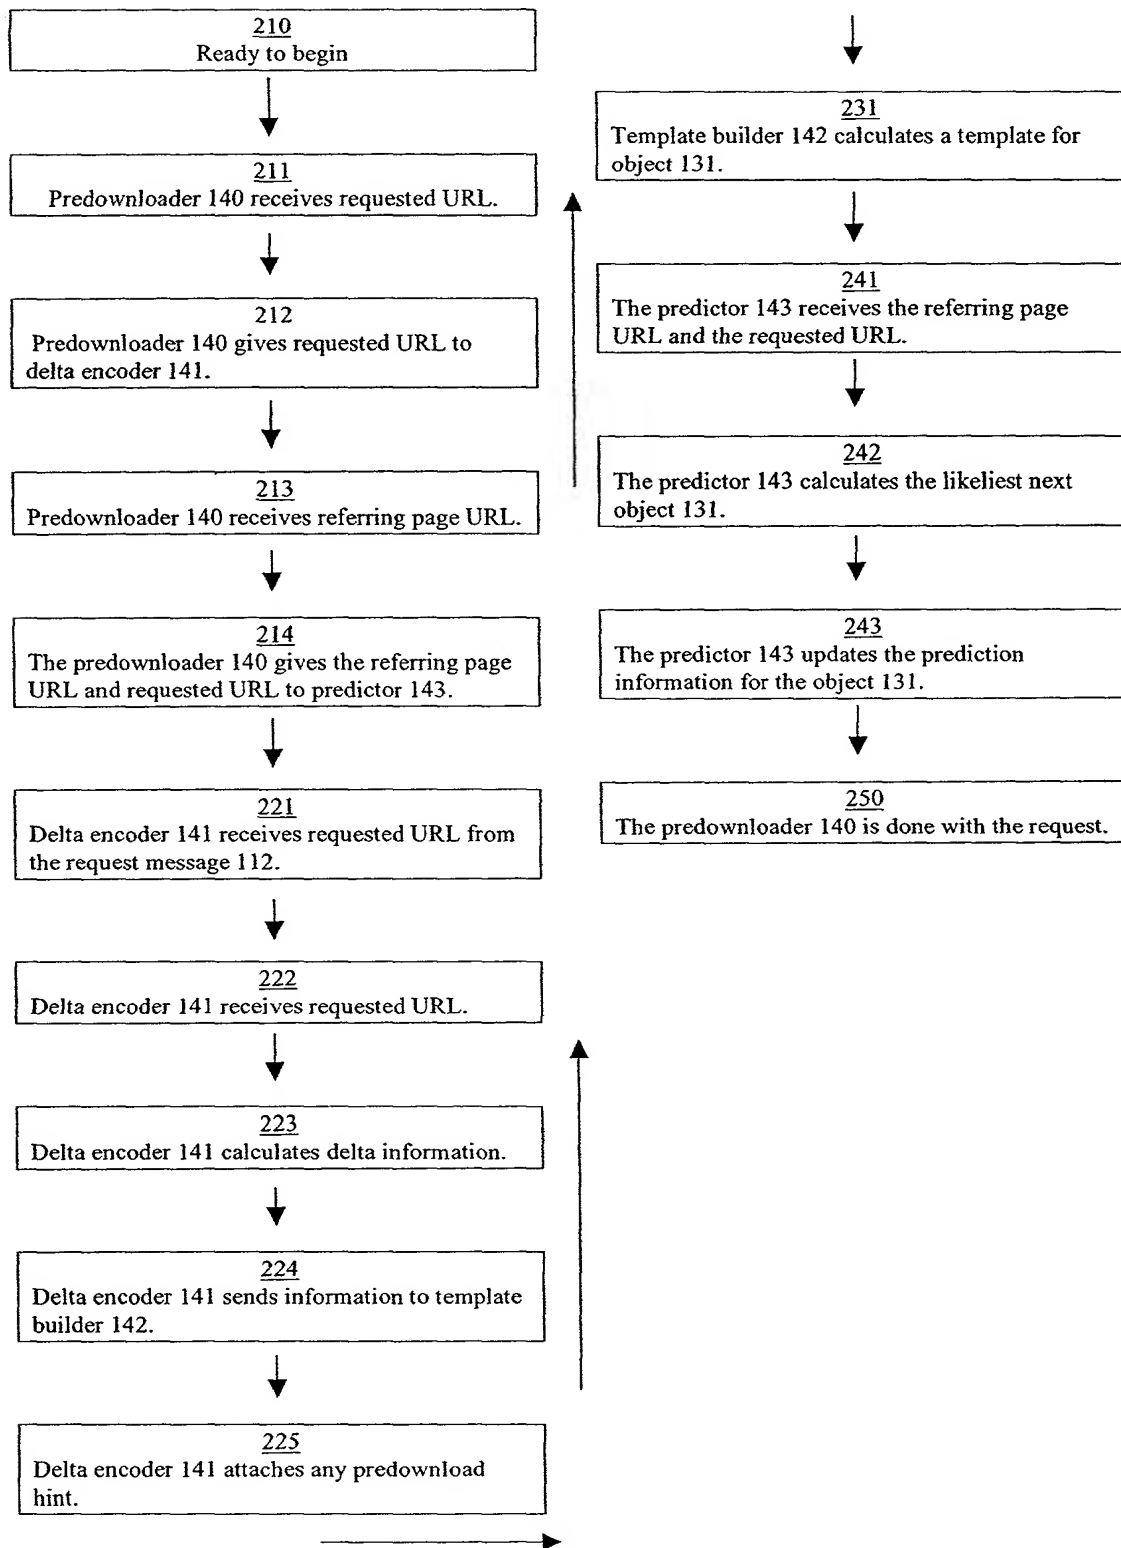 210
Ready to begin
211
Predownloader 140 receives requested URL.
212
Predownloader 140 gives requested URL to
delta encoder 141.
213
Predownloader 140 receives referring page URL.
214
The predownloader 140 gives the referring page
URL and requested URL to predictor 143.
221
Delta encoder 141 receives requested URL from
the request message 112.
222
Delta encoder 141 receives requested URL.
223
Delta encoder 141 calculates delta information.
224
Delta encoder 141 sends information to template
builder 142.
225
Delta encoder 141 attaches any predownload
hint.
231
Template builder 142 calculates a template for
object 131.
241
The predictor 143 receives the referring page
URL and the requested URL.
242
The predictor 143 calculates the likeliest next
object 131.
243
The predictor 143 updates the prediction
information for the object 131.
250
The predownloader 140 is done with the request.